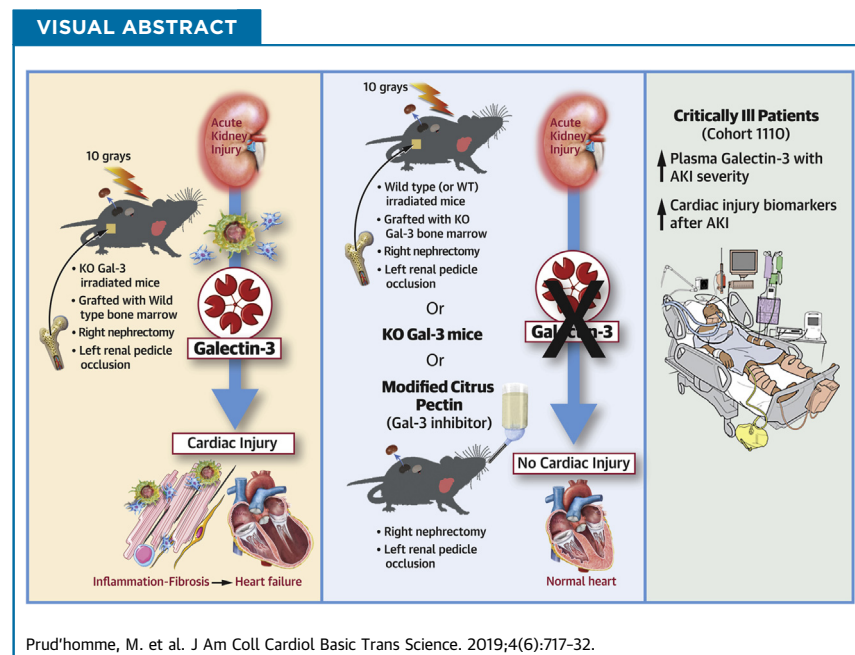 VISUAL ABSTRACT
10 grays
Acute
Kidney
Injury
• KO Gal-3
irradiated mice
• Grafted with Wild
type bone marrow
• Right nephrectomy
• Left renal pedicle
occlusion
Galectin-3
Cardiac Injury
Inflammation-Fibrosis → Heart failure
10 grays
Acute
Kidney
Injury
• Wild type (or WT)
irradiated mice
• Grafted with KO
Gal-3 bone marrow
• Right nephrectomy
• Left renal pedicle
occlusion
Or
KO Gal-3 mice
Or
Modified Citrus
Pectin
(Gal-3 inhibitor)
• Right nephrectomy
• Left renal pedicle
occlusion
Galectin-3
X
No Cardiac Injury
Normal heart
Critically Ill Patients
(Cohort 1110)
↑ Plasma Galectin-3 with
AKI severity
↑ Cardiac injury biomarkers
after AKI
Prud'homme, M. et al. J Am Coll Cardiol Basic Trans Science. 2019;4(6):717–32.